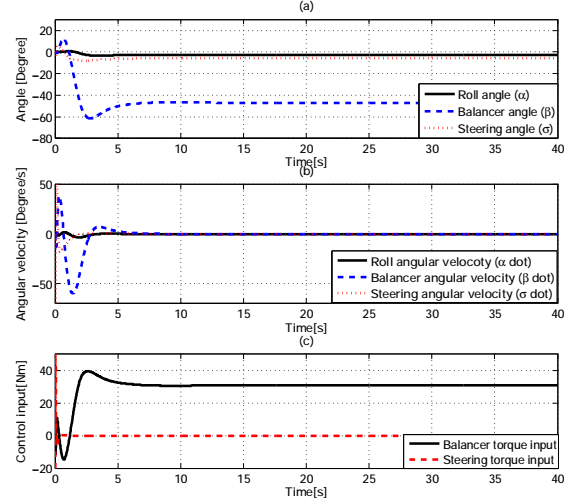 (a)
20
0
−20
−40
−60
−80
Angle [Degree]
Roll angle (α)
Balancer angle (β)
Steering angle (σ)
0 5 10 15 20 25 30 35 40
Time[s]
(b)
50
0
−50
Angular velocity [Degree/s]
Roll angular velocoty (α dot)
Balancer angular velocity (β dot)
Steering angular velocity (σ dot)
0 5 10 15 20 25 30 35 40
Time[s]
(c)
40
20
0
−20
Control input[Nm]
Balancer torque input
Steering torque input
0 5 10 15 20 25 30 35 40
Time[s]